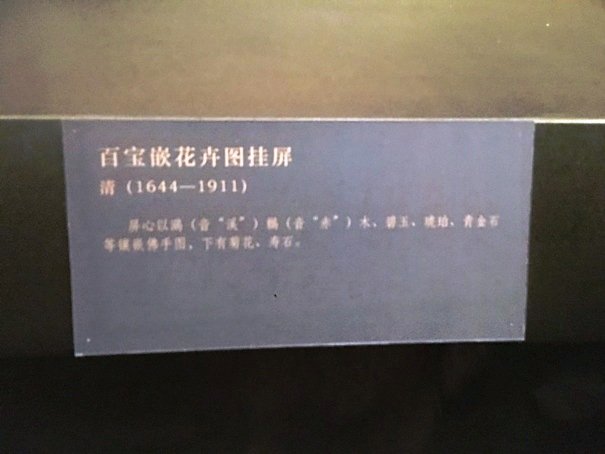 百宝嵌花卉图挂屏
清（1644—1911）
屏心以鸂（音“溪”）鶒（音“赤”）木、碧玉、琥珀、青金石
等镶嵌佛手图，下有菊花、寿石。